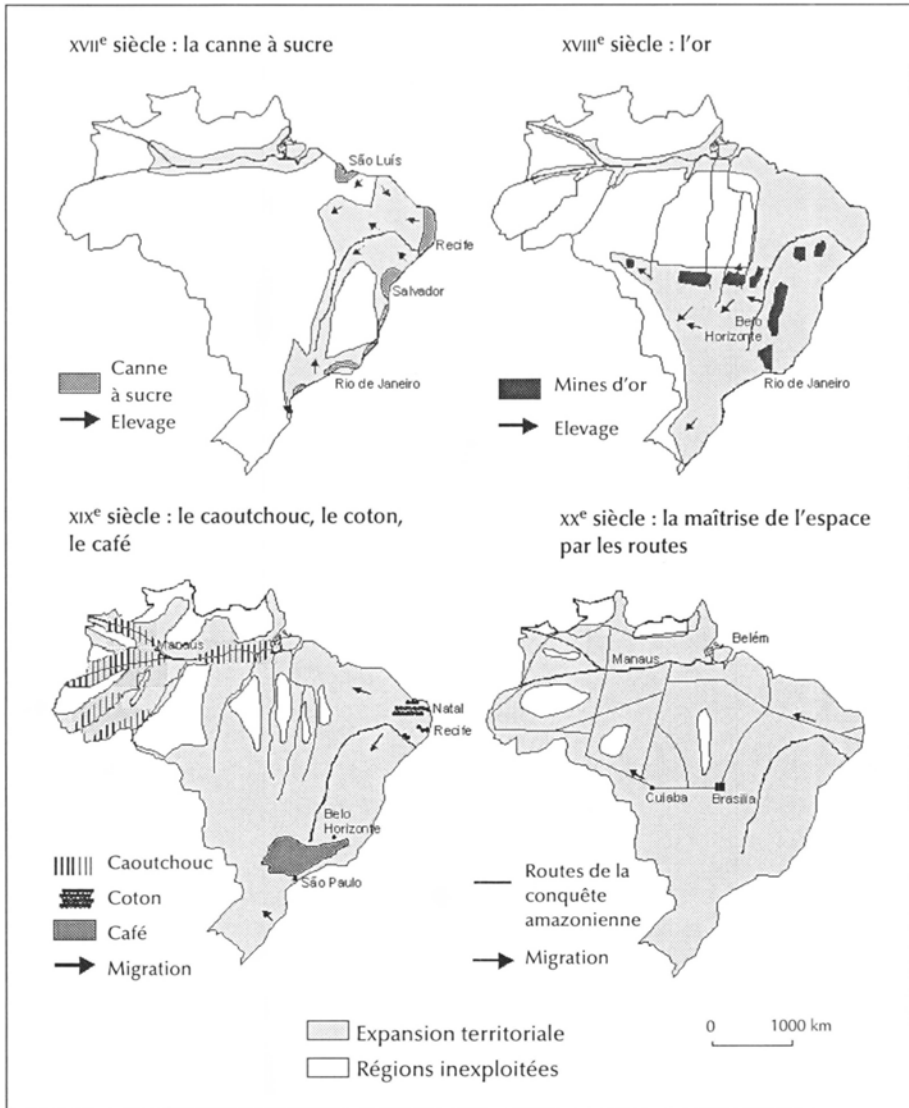 XVIIe siècle : la canne à sucre
São Luís
Recife
Salvador
Rio de Janeiro
Canne
à sucre
Elevage
XVIIIe siècle : l'or
Belo
Horizonte
Rio de Janeiro
Mines d'or
Elevage
XIXe siècle : le caoutchouc, le coton,
le café
Manaus
Natal
Recife
Belo
Horizonte
São Paulo
Caoutchouc
Coton
Café
Migration
XXe siècle : la maîtrise de l'espace
par les routes
Belém
Manaus
Cuiaba
Brasilia
Routes de la
conquête
amazonienne
Migration
Expansion territoriale
Régions inexploitées
0 1000 km